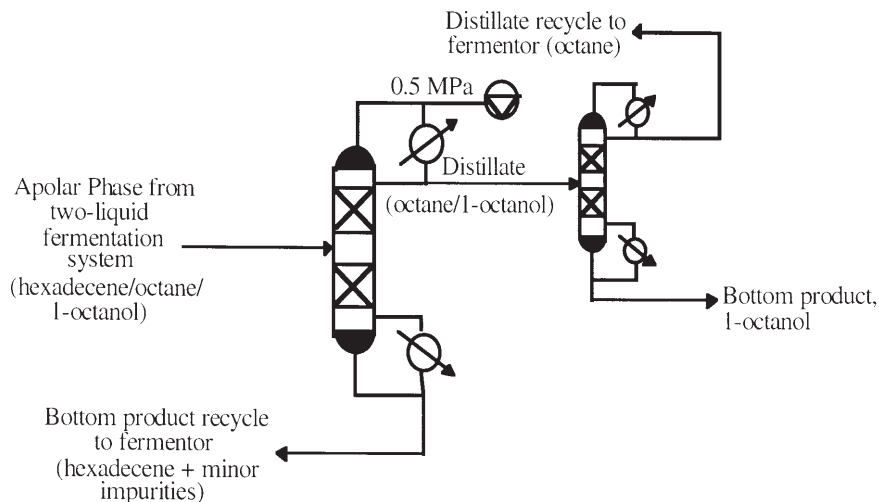 Distillate recycle to
fermentor (octane)
0.5 MPa
Apolar Phase from
two-liquid
fermentation
system
(hexadecene/octane/
1-octanol)
Distillate
(octane/1-octanol)
Bottom product,
1-octanol
Bottom product recycle
to fermentor
(hexadecene + minor
impurities)